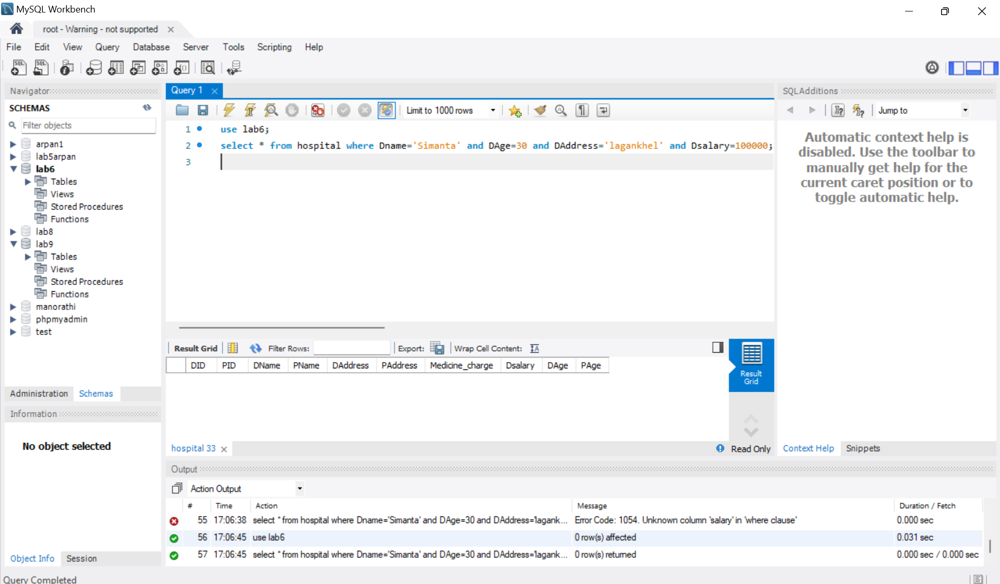 MySQL Workbench
root - Warning - not supported
File Edit View Query Database Server Tools Scripting Help
Navigator
SCHEMAS
Filter objects
arpan1
lab5arpan
lab6
Tables
Views
Stored Procedures
Functions
lab8
lab9
Tables
Views
Stored Procedures
Functions
manorathi
phpmyadmin
test
Administration Schemas
Information
No object selected
Object Info Session
Query Completed
Query 1
Limit to 1000 rows
1 use lab6;
2 select * from hospital where Dname='Simanta' and DAge=30 and DAddress='lagankhel' and Dsalary=100000;
3
Result Grid Filter Rows: Export: Wrap Cell Content:
DID PID DName PName DAddress PAddress Medicine_charge Dsalary DAge PAge
Result
Grid
hospital 33
Read Only
SQLAdditions
Jump to
Automatic context help is
disabled. Use the toolbar to
manually get help for the
current caret position or to
toggle automatic help.
Context Help Snippets
Output
Action Output
# Time Action Message Duration / Fetch
55 17:06:38 select * from hospital where Dname='Simanta' and DAge=30 and DAddress='lagank... Error Code: 1054. Unknown column 'salary' in 'where clause' 0.000 sec
56 17:06:45 use lab6 0 row(s) affected 0.031 sec
57 17:06:45 select * from hospital where Dname='Simanta' and DAge=30 and DAddress='lagank... 0 row(s) returned 0.000 sec / 0.000 sec